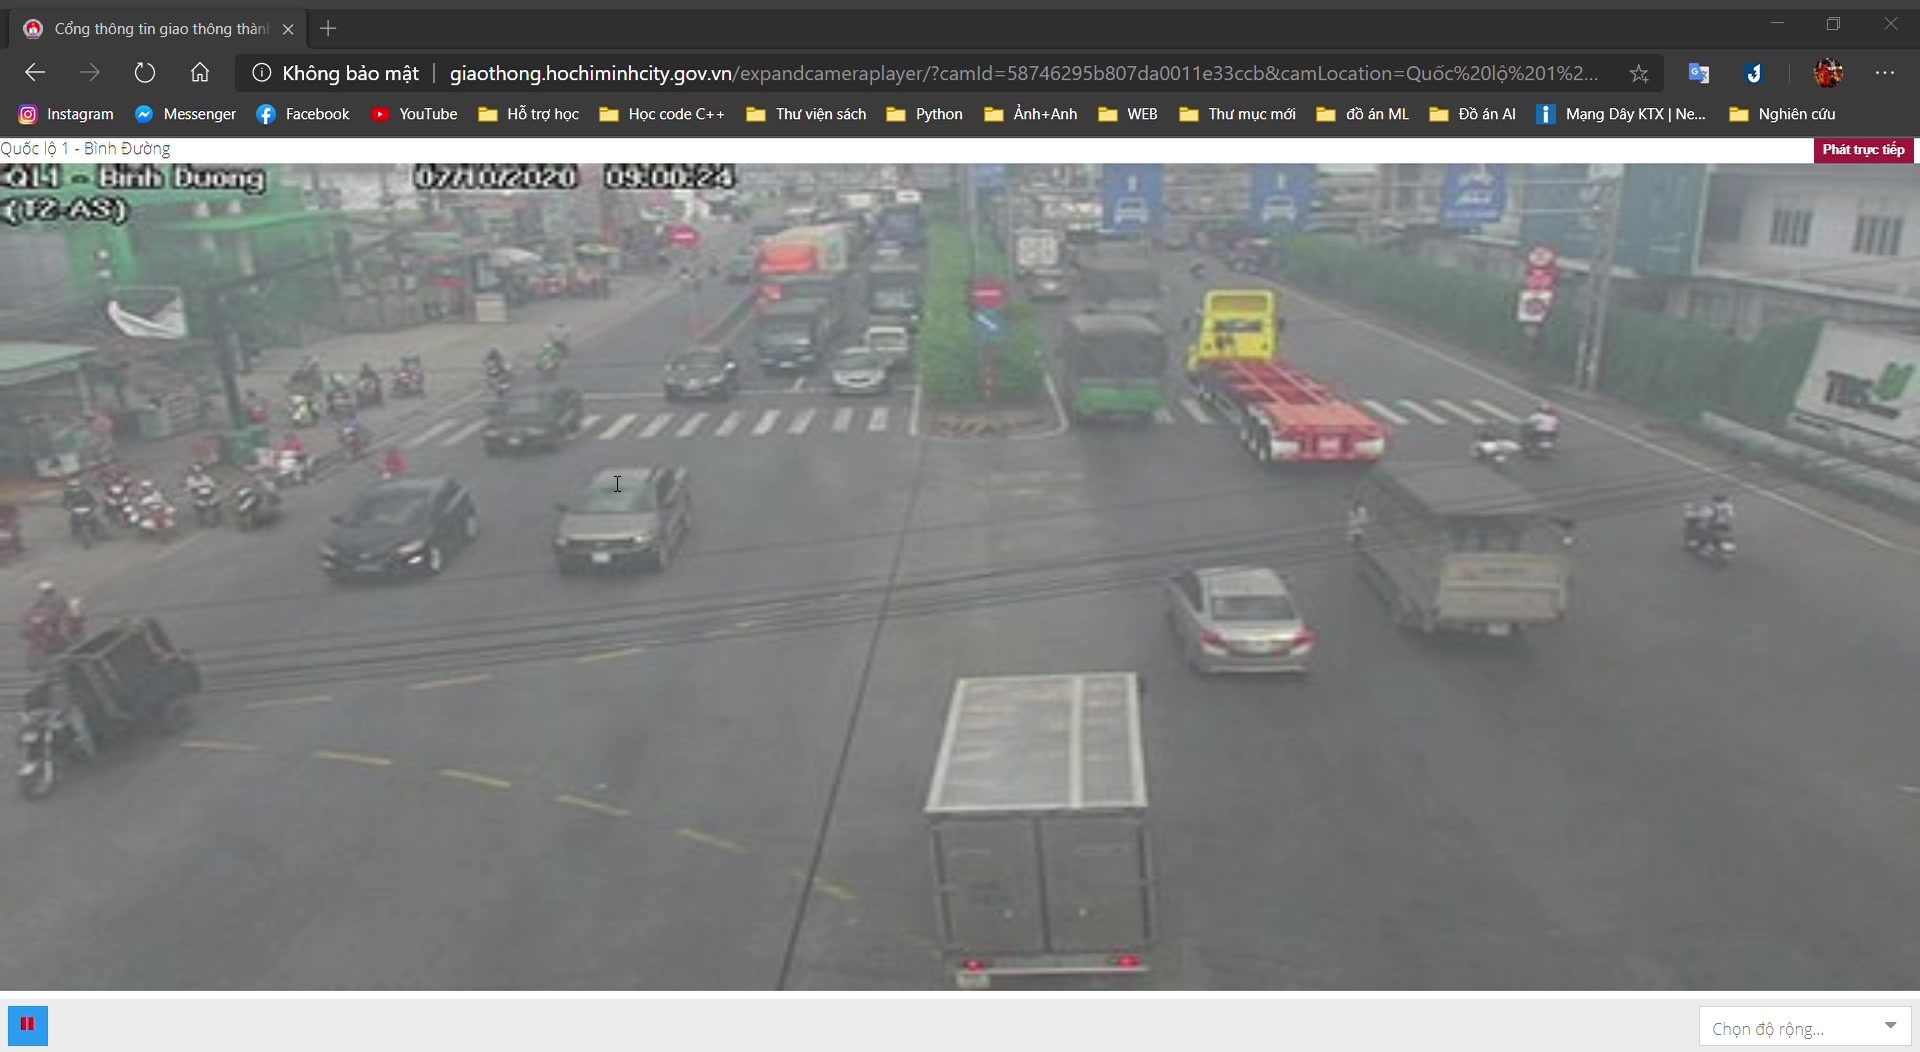 Cổng thông tin giao thông thàn
Không bảo mật
giaothong.hochiminhcity.gov.vn/expandcameraplayer/?camId=58746295b807da0011e33ccb&camLocation=Quốc%20lộ%201%2...
Instagram
Messenger
Facebook
YouTube
Hỗ trợ học
Học code C++
Thư viện sách
Python
Ảnh+Anh
WEB
Thư mục mới
đồ án ML
Đồ án AI
Mạng Dây KTX | Ne...
Nghiên cứu
Quốc lộ 1 - Bình Đường
Phát trực tiếp
QL1 - Binh Duong 02/10/2020 09:00:24
(T2-AS)
Chọn độ rộng...